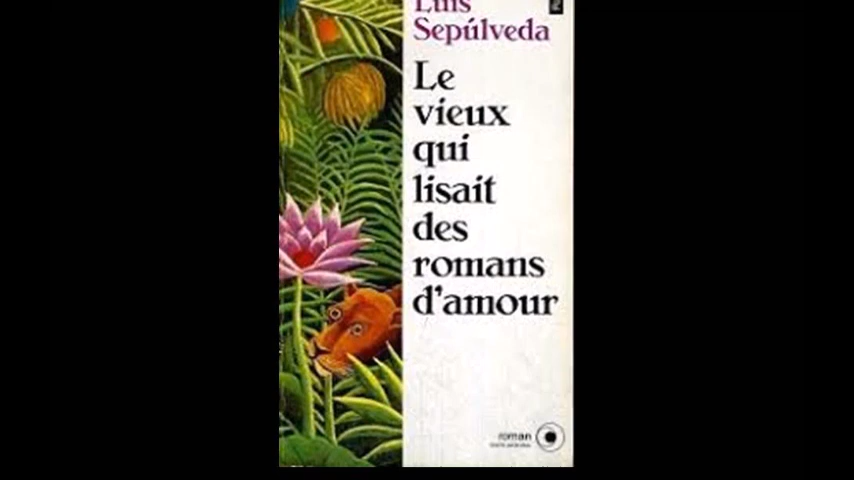 Luis
Sepúlveda
Le
vieux
qui
lisait
des
romans
d'amour
roman